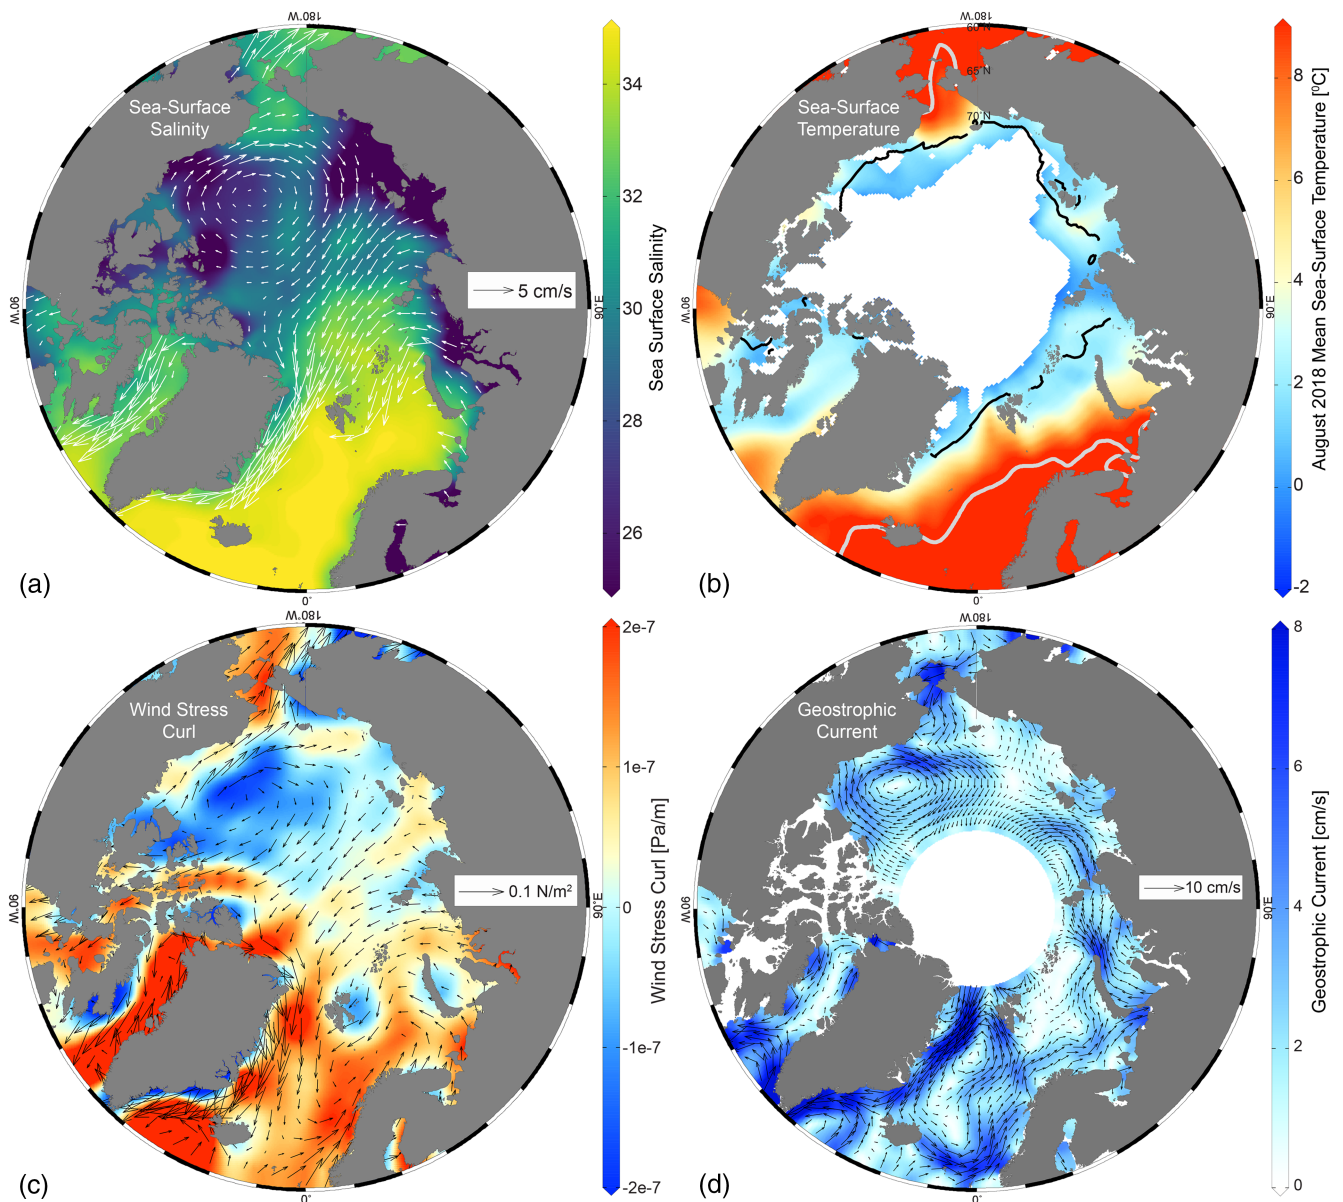 180°W
Sea-Surface
Salinity
5 cm/s
90°W
90°E
0°
(a)
34
32
30
28
26
Sea Surface Salinity
180°W
60°N
65°N
70°N
Sea-Surface
Temperature
90°W
90°E
0°
(b)
8
6
4
2
0
-2
August 2018 Mean Sea-Surface Temperature [⁰C]
180°W
Wind Stress
Curl
0.1 N/m²
90°W
90°E
0°
(c)
2e-7
1e-7
0
-1e-7
-2e-7
Wind Stress Curl [Pa/m]
180°W
Geostrophic
Current
10 cm/s
90°W
90°E
0°
(d)
8
6
4
2
0
Geostrophic Current [cm/s]